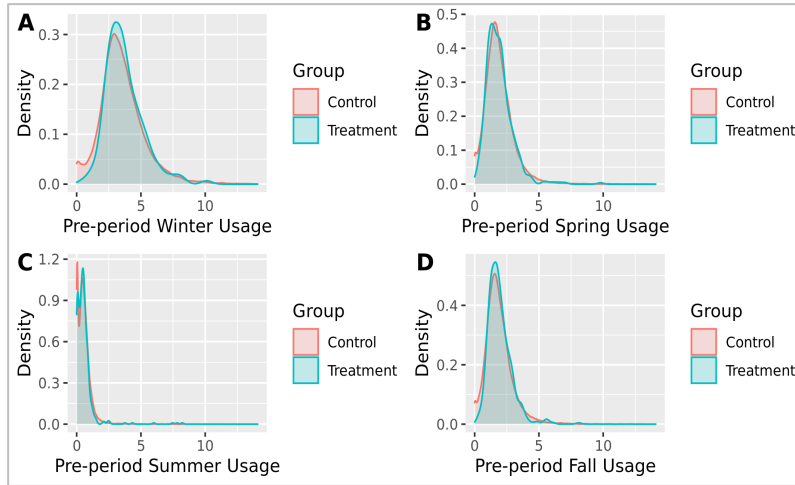 A
Density
0.3
0.2
0.1
0.0
0
5
10
Pre-period Winter Usage
Group
Control
Treatment
B
Density
0.5
0.4
0.3
0.2
0.1
0.0
0
5
10
Pre-period Spring Usage
Group
Control
Treatment
C
Density
1.2
0.9
0.6
0.3
0.0
0
5
10
Pre-period Summer Usage
Group
Control
Treatment
D
Density
0.4
0.2
0.0
0
5
10
Pre-period Fall Usage
Group
Control
Treatment